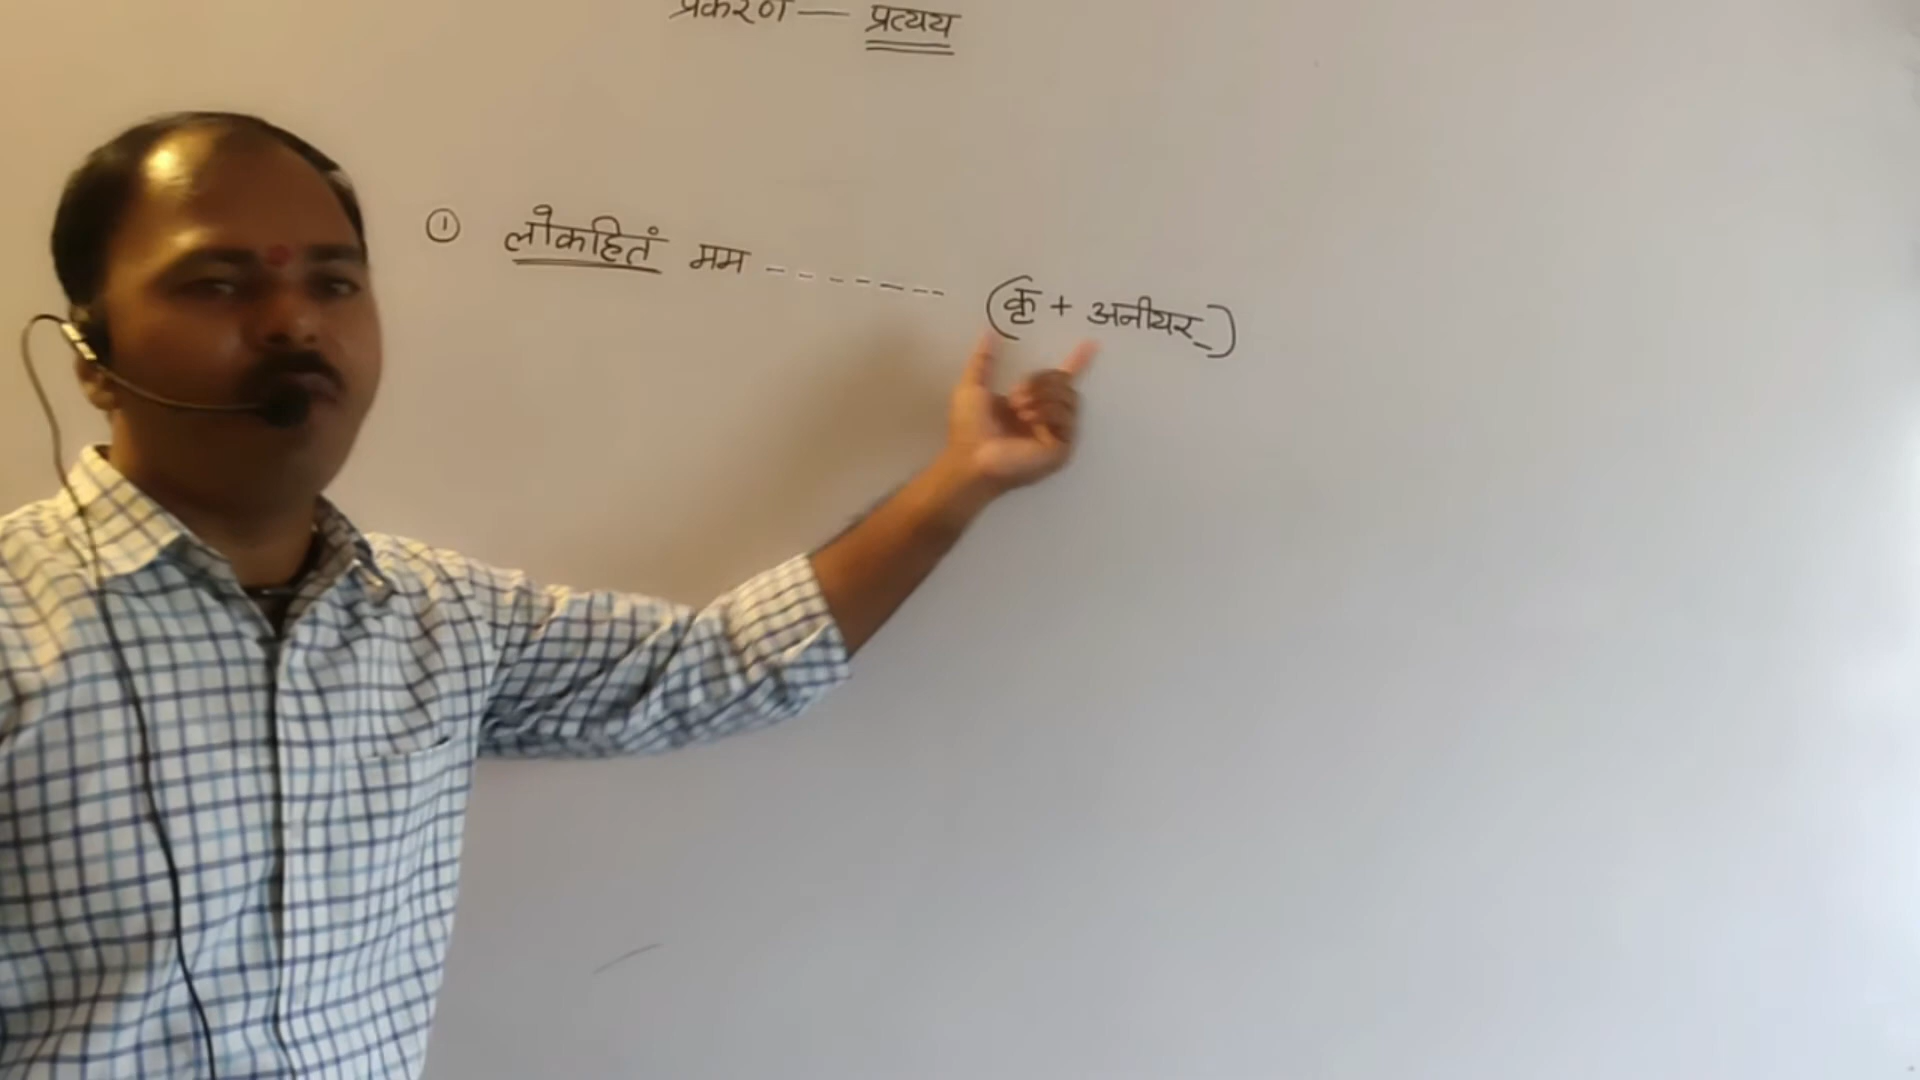 प्रकरण — प्रत्यय
① लोकहितं मम ------- (कृ + अनीयर्)